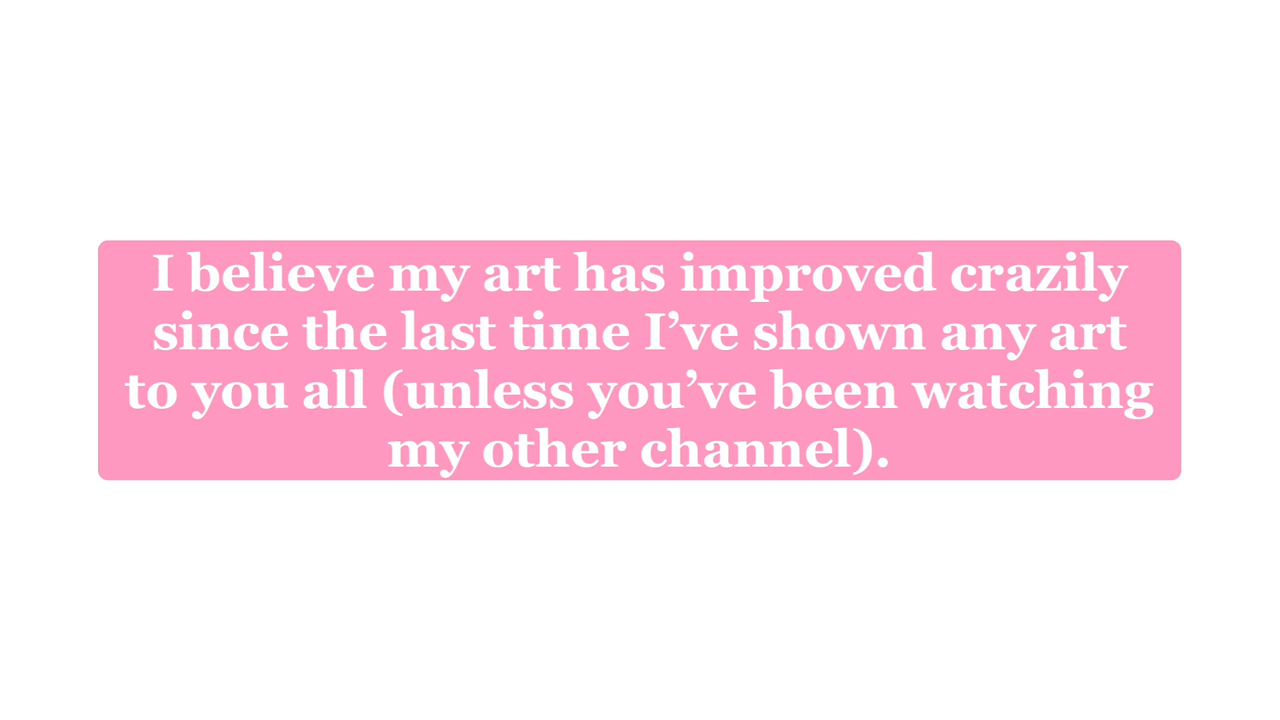 I believe my art has improved crazily
since the last time I’ve shown any art
to you all (unless you’ve been watching
my other channel).